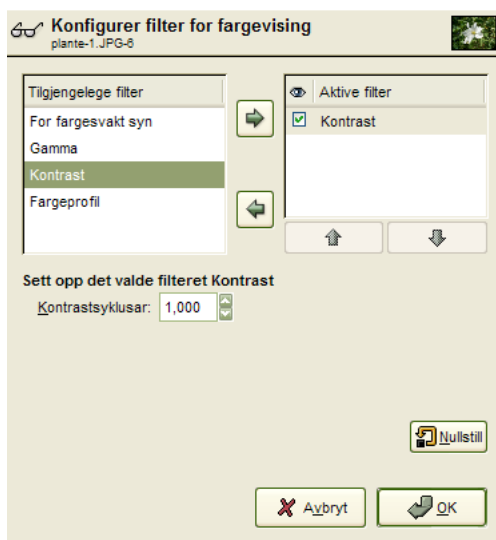 Konfigurer filter for fargevising
plante-1.JPG-6
Tilgjengelege filter
For fargesvakt syn
Gamma
Kontrast
Fargeprofil
Aktive filter
Kontrast
Sett opp det valde filteret Kontrast
Kontrastsyklusar: 1,000
Nullstill
Avbryt
OK